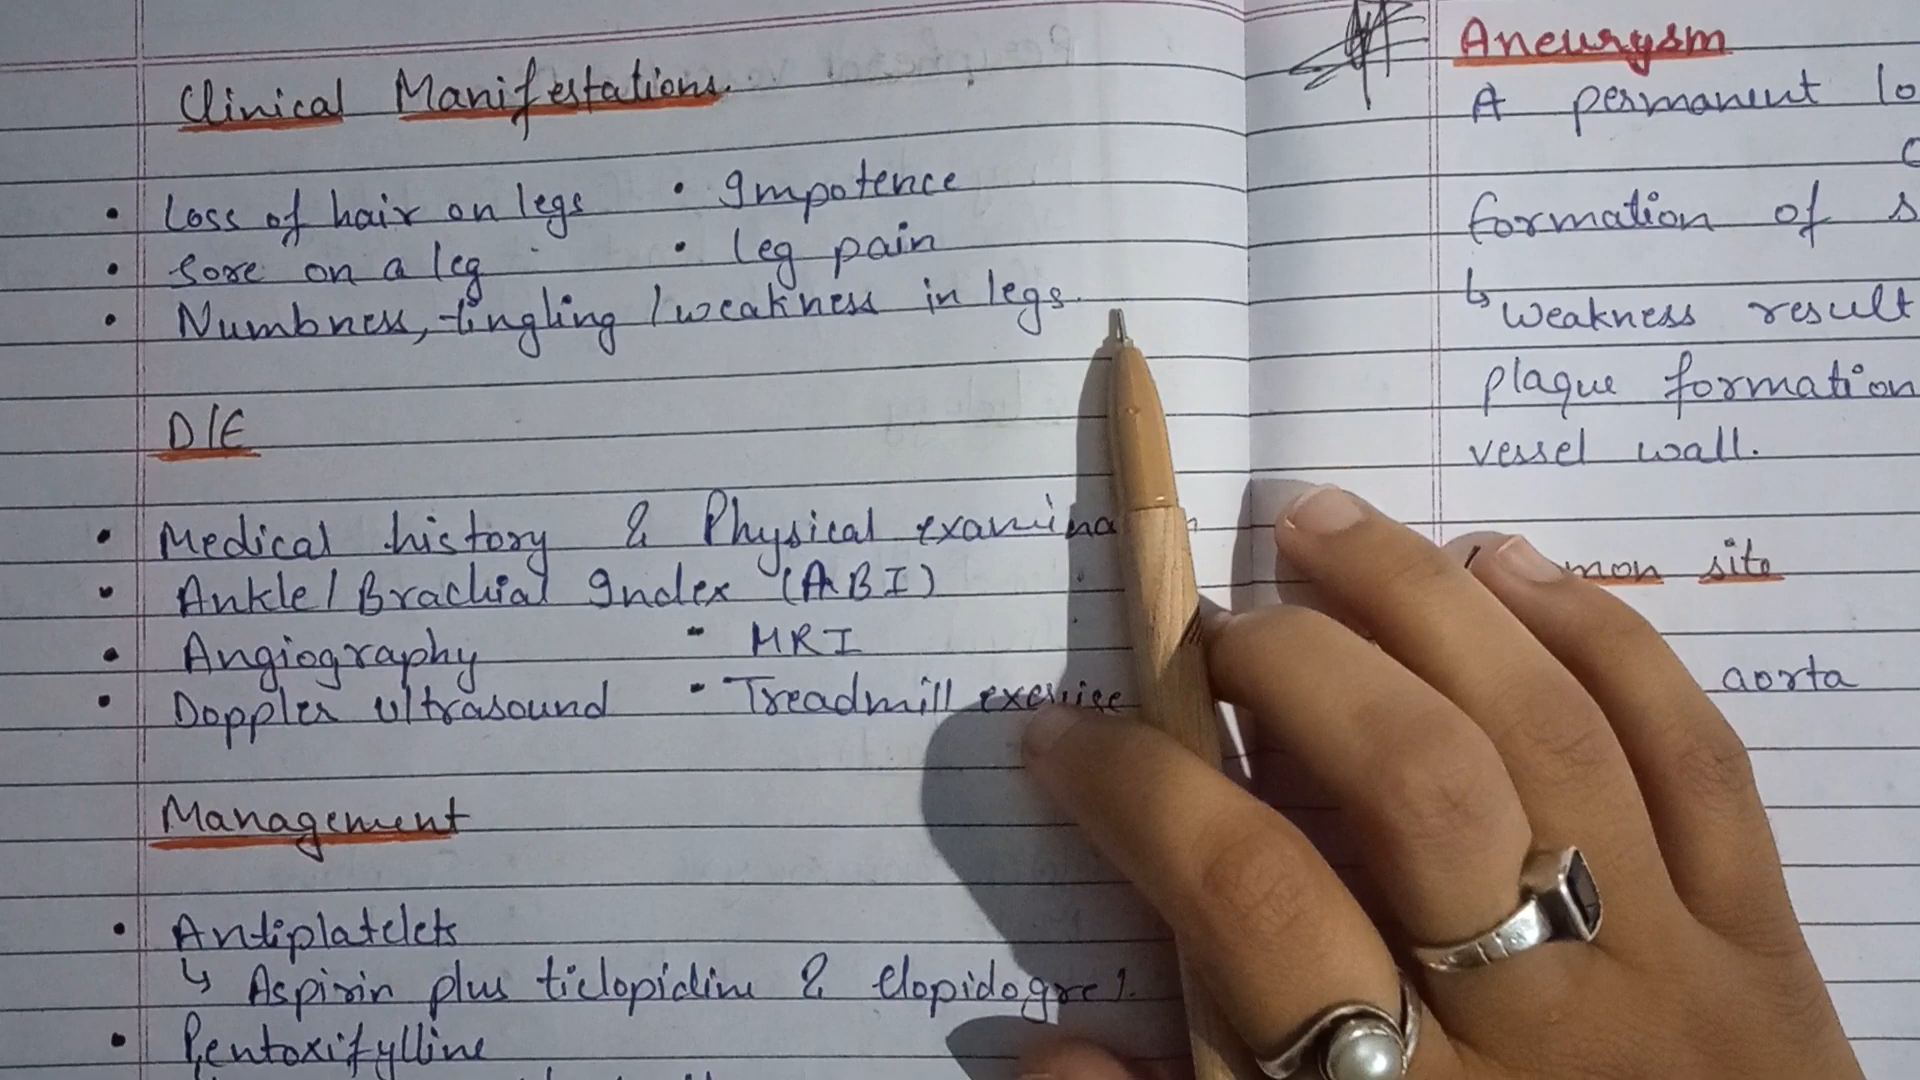 Clinical Manifestations.
• Loss of hair on legs • Impotence
• Sore on a leg • leg pain
• Numbness, tingling / weakness in legs.
D/E
• Medical history & Physical examina
• Ankle / Brachial Index (ABI)
• Angiography - MRI
• Doppler ultrasound • Treadmill exercise
Management
• Antiplatelets
↳ Aspirin plus ticlopidine & clopidogrel.
• Pentoxifylline
Aneurysm
A permanent lo
formation of s
↳ Weakness result
plaque formation
vessel wall.
mon site
aorta